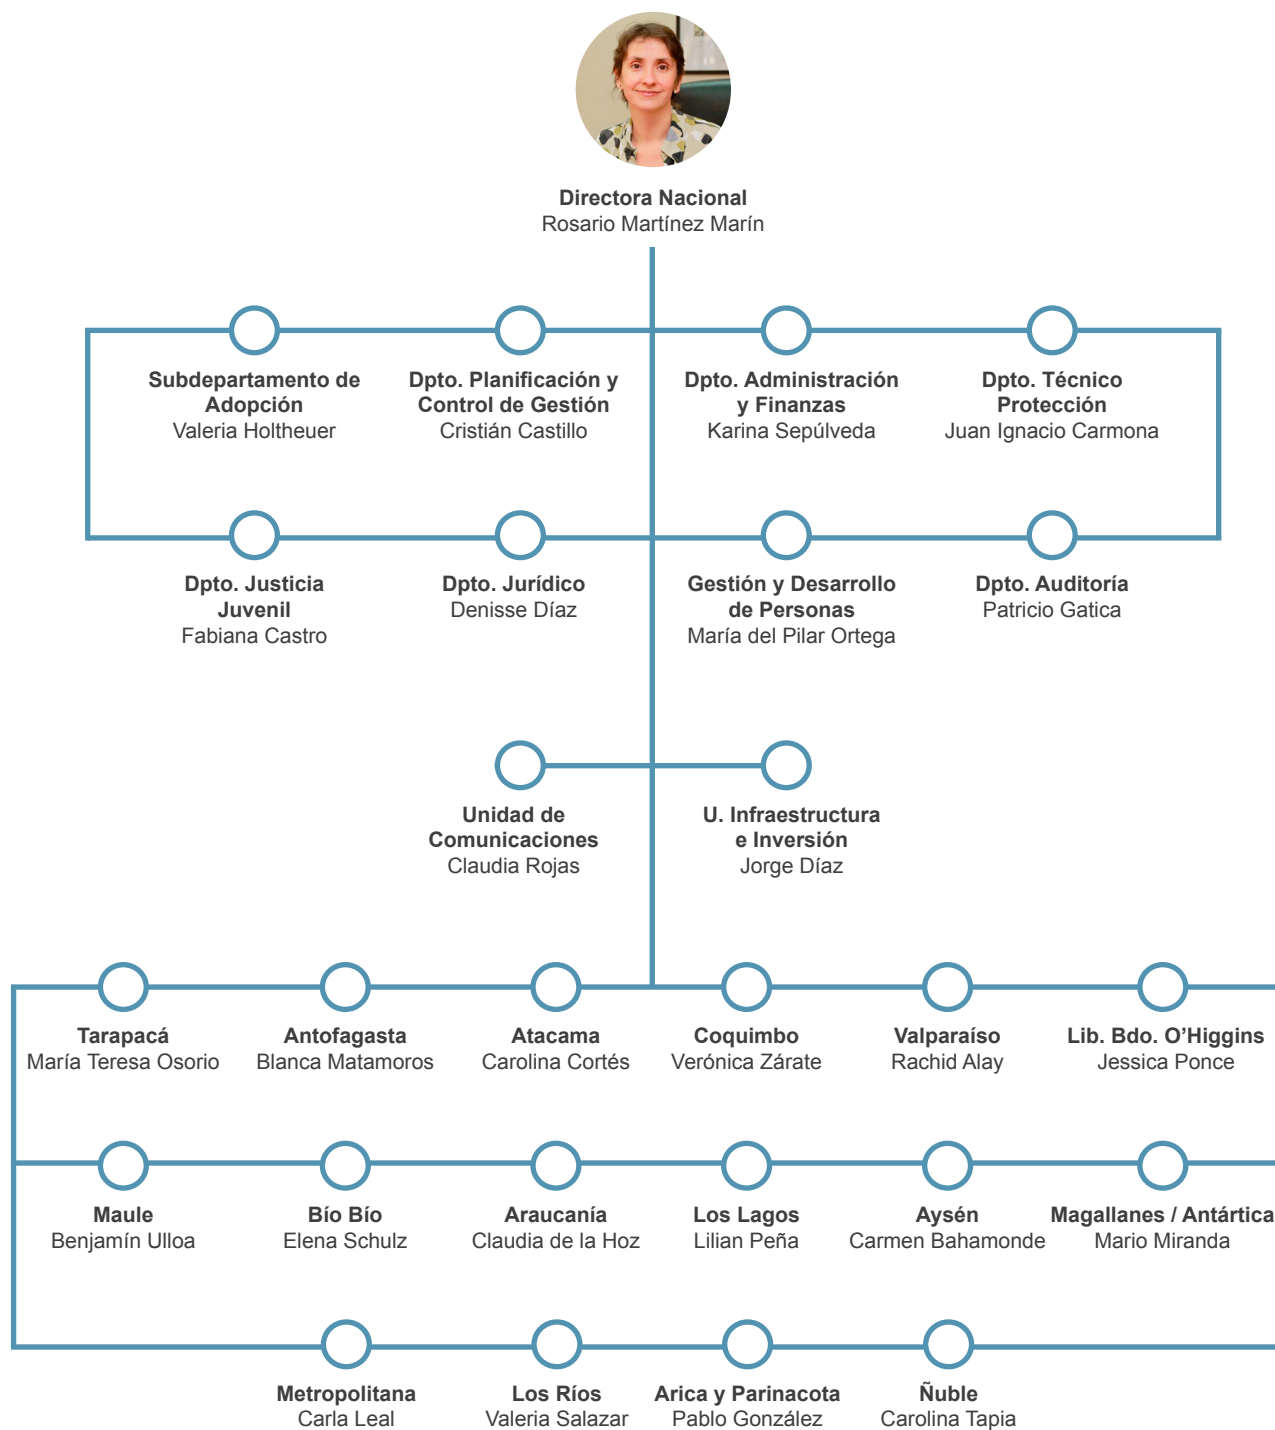 Directora Nacional
Rosario Martínez Marín
Subdepartamento de
Adopción
Valeria Holtheuer
Dpto. Planificación y
Control de Gestión
Cristián Castillo
Dpto. Administración
y Finanzas
Karina Sepúlveda
Dpto. Técnico
Protección
Juan Ignacio Carmona
Dpto. Justicia
Juvenil
Fabiana Castro
Dpto. Jurídico
Denisse Díaz
Gestión y Desarrollo
de Personas
María del Pilar Ortega
Dpto. Auditoría
Patricio Gatica
Unidad de
Comunicaciones
Claudia Rojas
U. Infraestructura
e Inversión
Jorge Díaz
Tarapacá
María Teresa Osorio
Antofagasta
Blanca Matamoros
Atacama
Carolina Cortés
Coquimbo
Verónica Zárate
Valparaíso
Rachid Alay
Lib. Bdo. O’Higgins
Jessica Ponce
Maule
Benjamín Ulloa
Bío Bío
Elena Schulz
Araucanía
Claudia de la Hoz
Los Lagos
Lilian Peña
Aysén
Carmen Bahamonde
Magallanes / Antártica
Mario Miranda
Metropolitana
Carla Leal
Los Ríos
Valeria Salazar
Arica y Parinacota
Pablo González
Ñuble
Carolina Tapia